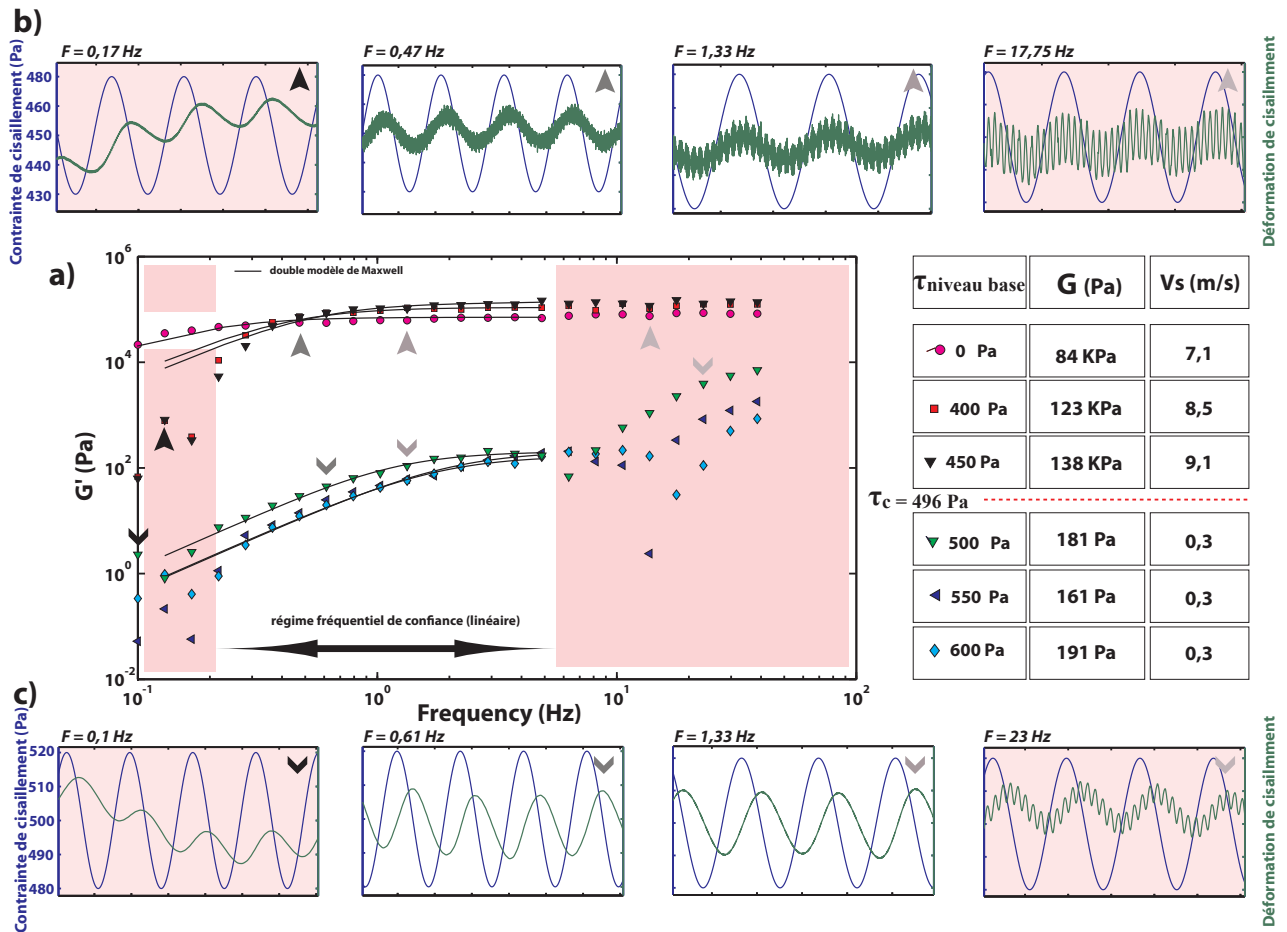 b)
F = 0,17 Hz
F = 0,47 Hz
F = 1,33 Hz
F = 17,75 Hz
Contrainte de cisaillement (Pa)
480
460
450
440
430
Déformation de cisailmment
a)
double modèle de Maxwell
G' (Pa)
10^6
10^4
10^2
10^0
10^-2
régime fréquentiel de confiance (linéaire)
10^-1
10^0
10^1
10^2
Frequency (Hz)
τniveau base G (Pa) Vs (m/s)
0 Pa 84 KPa 7,1
400 Pa 123 KPa 8,5
450 Pa 138 KPa 9,1
τc = 496 Pa
500 Pa 181 Pa 0,3
550 Pa 161 Pa 0,3
600 Pa 191 Pa 0,3
c)
F = 0,1 Hz
F = 0,61 Hz
F = 1,33 Hz
F = 23 Hz
Contrainte de cisaillement (Pa)
520
510
500
490
480
Déformation de cisailmment